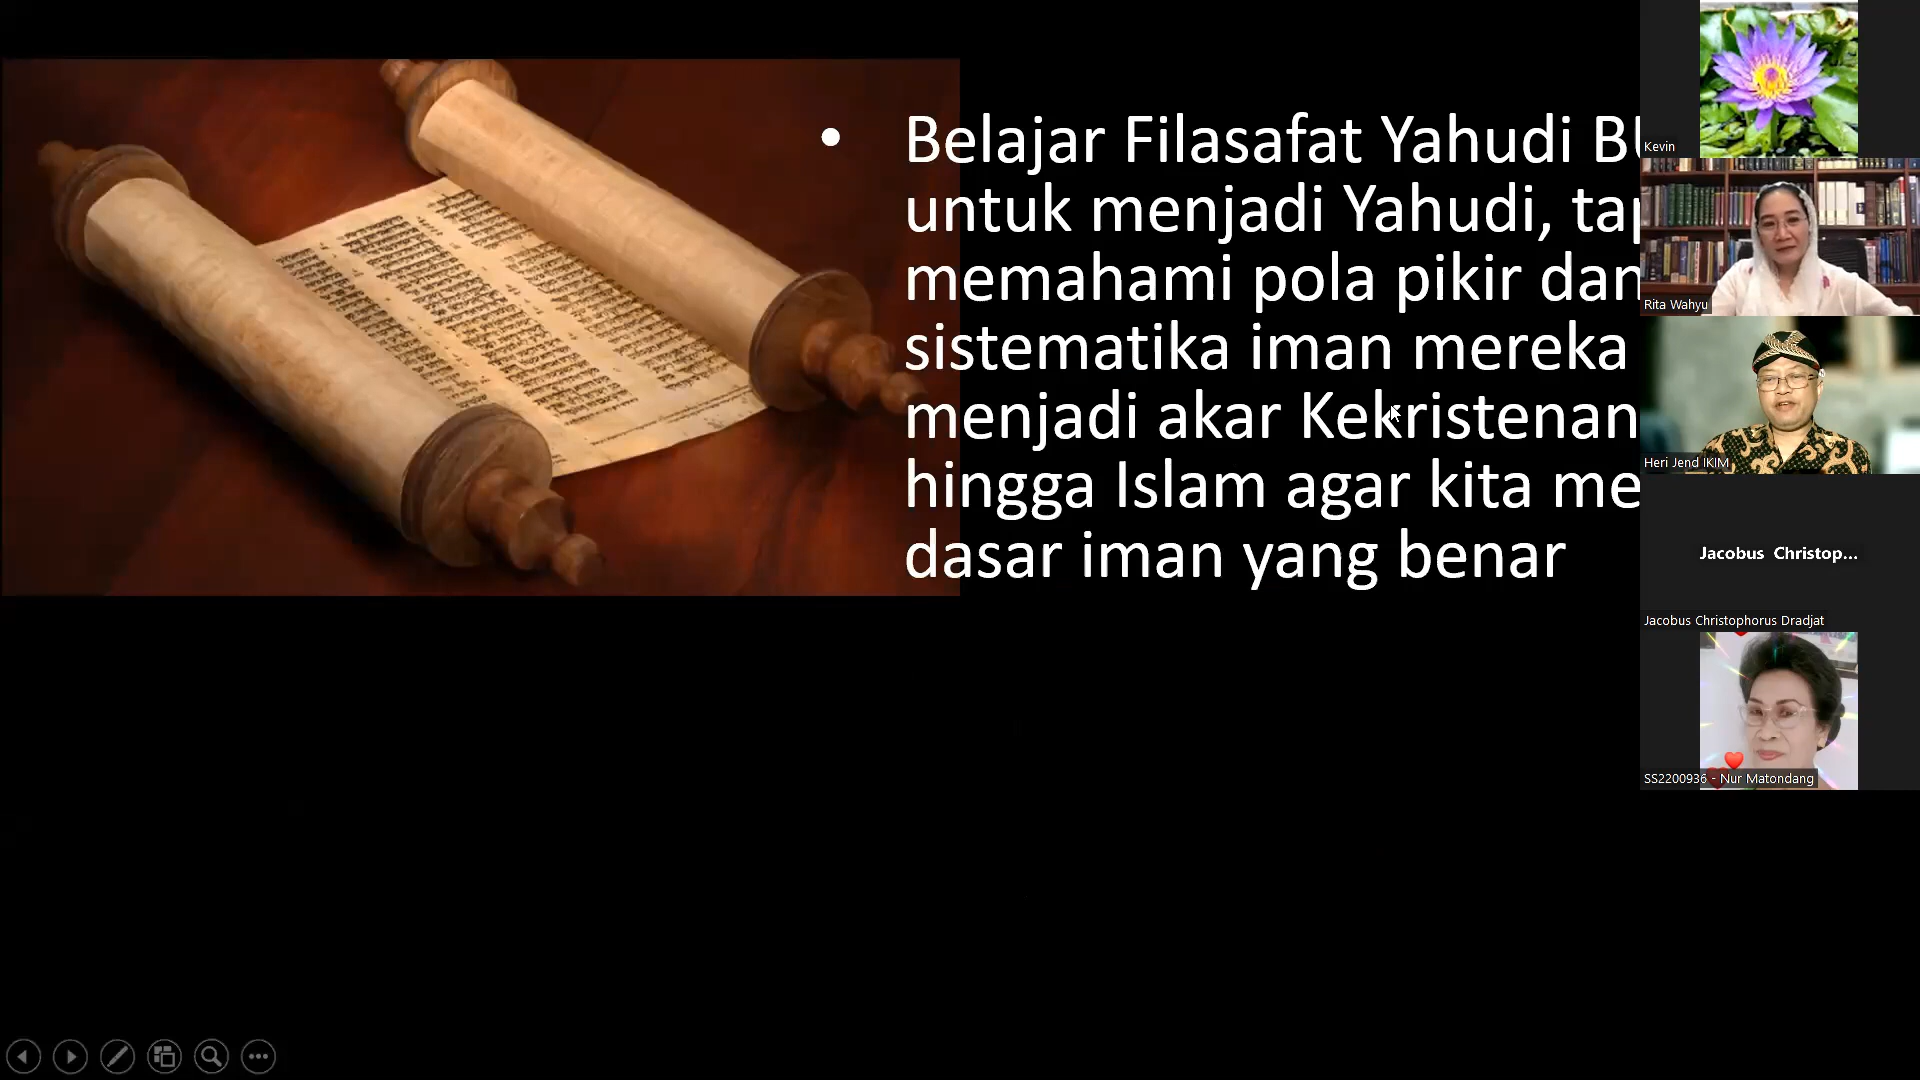 • Belajar Filasafat Yahudi
untuk menjadi Yahudi,
memahami pola pikir dan
sistematika iman mereka
menjadi akar Kekristenan
hingga Islam agar kita
dasar iman yang benar
Kevin
Rita Wahyu
Heri Jend IKIM
Jacobus Christop...
Jacobus Christophorus Dradjat
SS2200936 - Nur Matondang